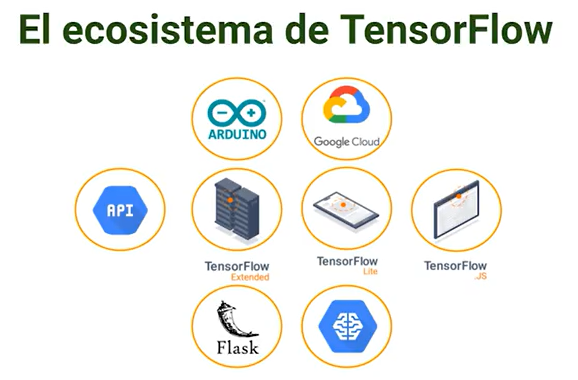 El ecosistema de TensorFlow
ARDUINO
Google Cloud
API
TensorFlow
Extended
TensorFlow
Lite
TensorFlow
.JS
Flask